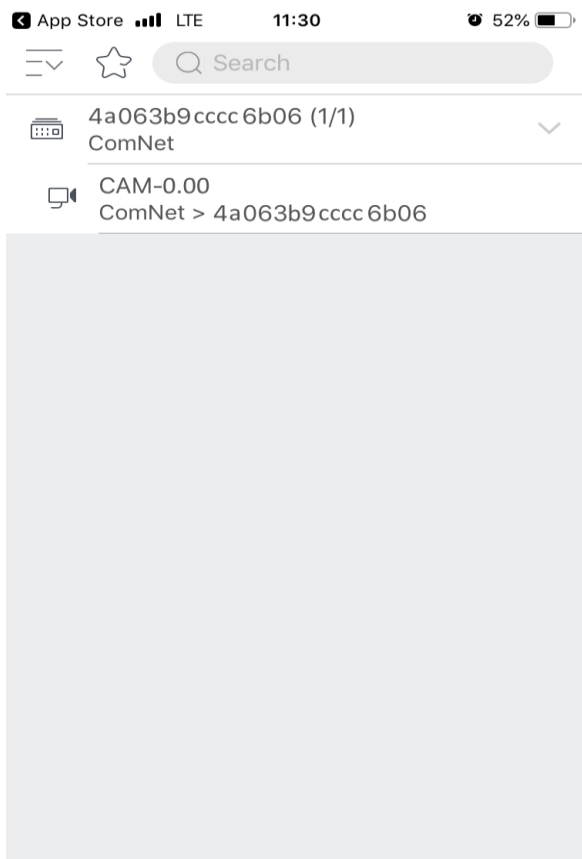 App Store LTE 11:30 52%
Search
4a063b9cccc6b06 (1/1)
ComNet
CAM-0.00
ComNet > 4a063b9cccc6b06